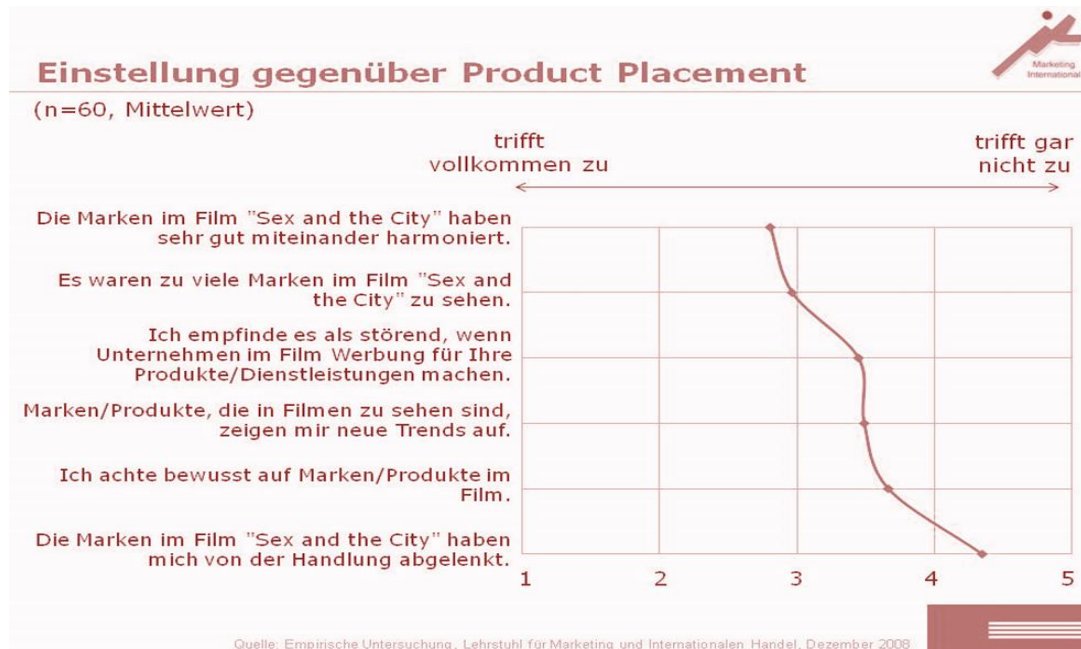 Marketing
International
Einstellung gegenüber Product Placement
(n=60, Mittelwert)
trifft
vollkommen zu
trifft gar
nicht zu
Die Marken im Film "Sex and the City" haben
sehr gut miteinander harmoniert.
Es waren zu viele Marken im Film "Sex and
the City" zu sehen.
Ich empfinde es als störend, wenn
Unternehmen im Film Werbung für Ihre
Produkte/Dienstleistungen machen.
Marken/Produkte, die in Filmen zu sehen sind,
zeigen mir neue Trends auf.
Ich achte bewusst auf Marken/Produkte im
Film.
Die Marken im Film "Sex and the City" haben
mich von der Handlung abgelenkt.
1 2 3 4 5
Quelle: Empirische Untersuchung, Lehrstuhl für Marketing und Internationalen Handel, Dezember 2008